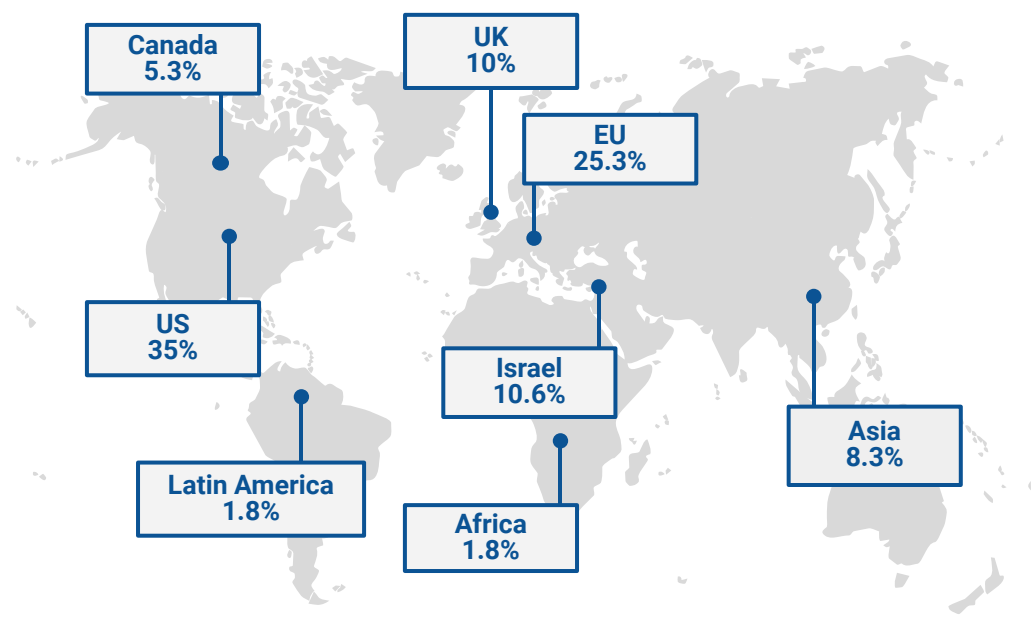 Canada
5.3%
UK
10%
EU
25.3%
US
35%
Israel
10.6%
Asia
8.3%
Latin America
1.8%
Africa
1.8%